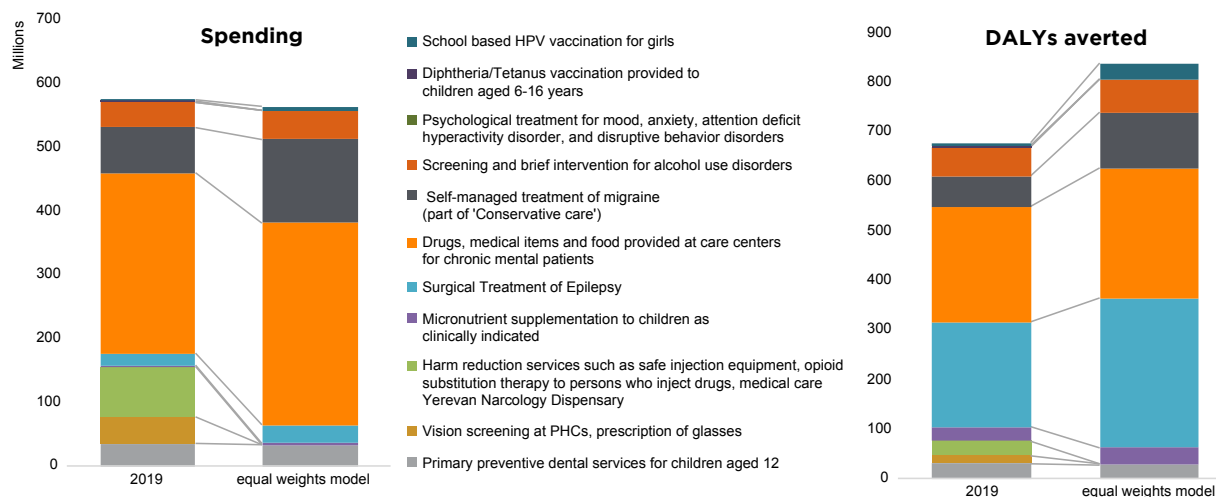 Spending
Millions
700
600
500
400
300
200
100
0
2019
equal weights model
School based HPV vaccination for girls
Diphtheria/Tetanus vaccination provided to
children aged 6-16 years
Psychological treatment for mood, anxiety, attention deficit
hyperactivity disorder, and disruptive behavior disorders
Screening and brief intervention for alcohol use disorders
Self-managed treatment of migraine
(part of 'Conservative care')
Drugs, medical items and food provided at care centers
for chronic mental patients
Surgical Treatment of Epilepsy
Micronutrient supplementation to children as
clinically indicated
Harm reduction services such as safe injection equipment, opioid
substitution therapy to persons who inject drugs, medical care
Yerevan Narcology Dispensary
Vision screening at PHCs, prescription of glasses
Primary preventive dental services for children aged 12
DALYs averted
900
800
700
600
500
400
300
200
100
0
2019
equal weights model